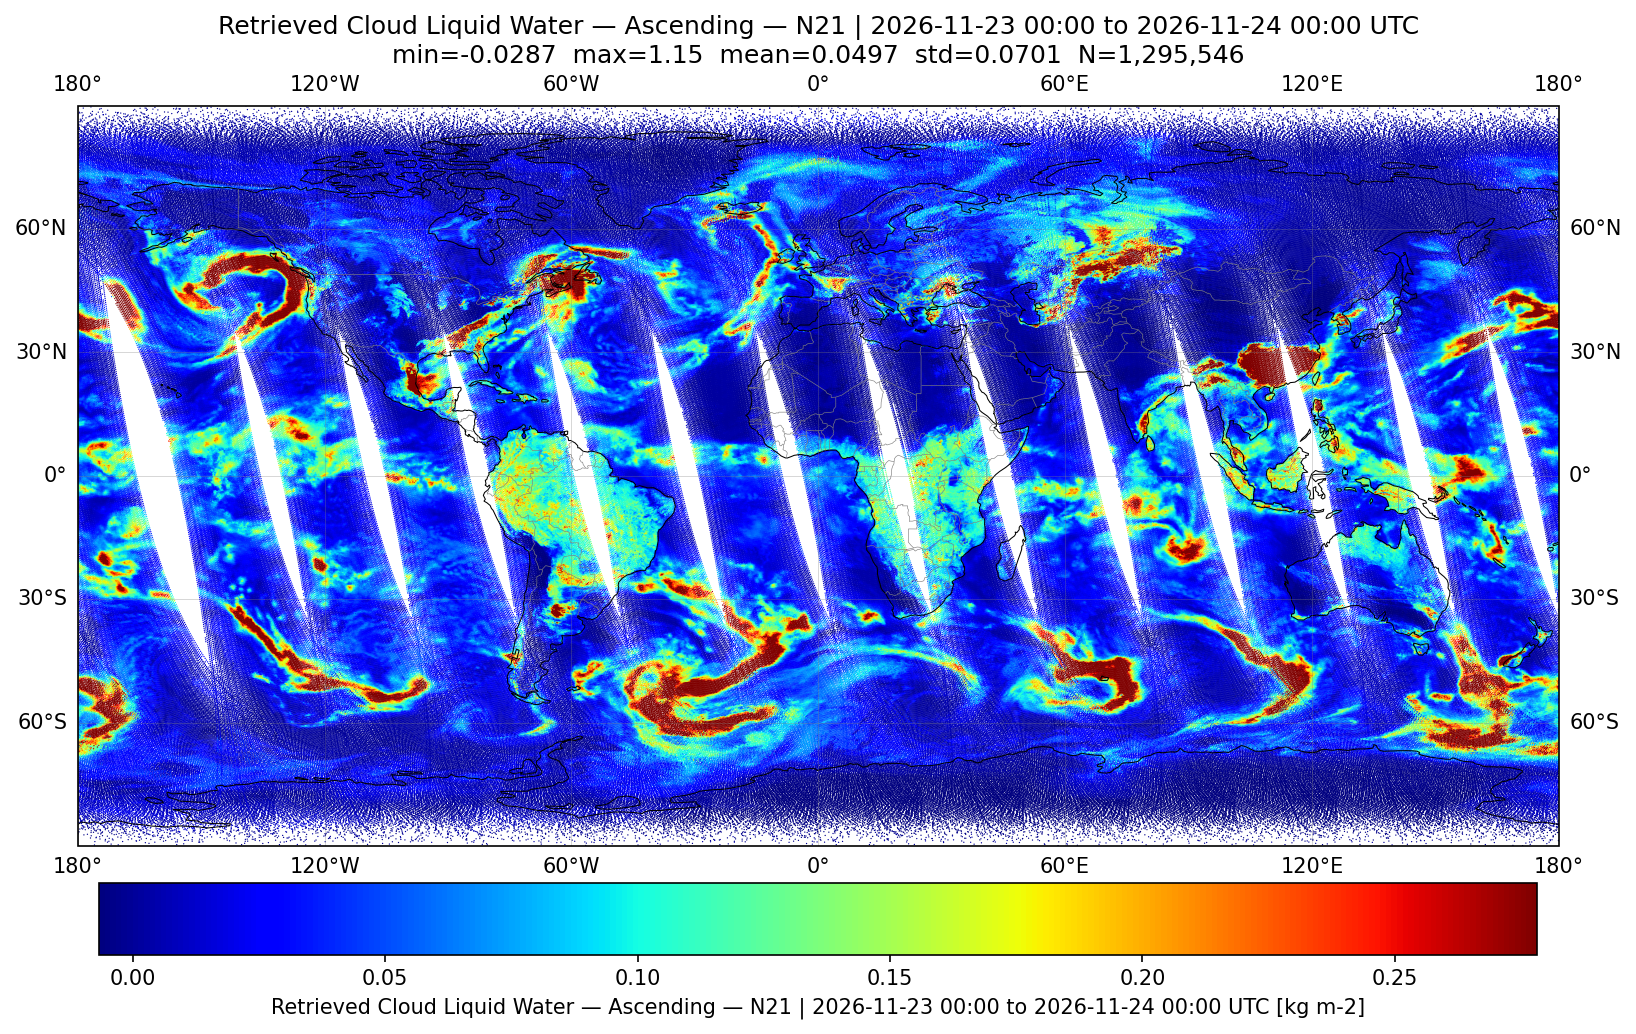 Retrieved Cloud Liquid Water — Ascending — N21 | 2026-11-23 00:00 to 2026-11-24 00:00 UTC
min=-0.0287  max=1.15  mean=0.0497  std=0.0701  N=1,295,546
180° 120°W 60°W 0° 60°E 120°E 180°
60°N 60°N
30°N 30°N
0° 0°
30°S 30°S
60°S 60°S
180° 120°W 60°W 0° 60°E 120°E 180°
0.00 0.05 0.10 0.15 0.20 0.25
Retrieved Cloud Liquid Water — Ascending — N21 | 2026-11-23 00:00 to 2026-11-24 00:00 UTC [kg m-2]